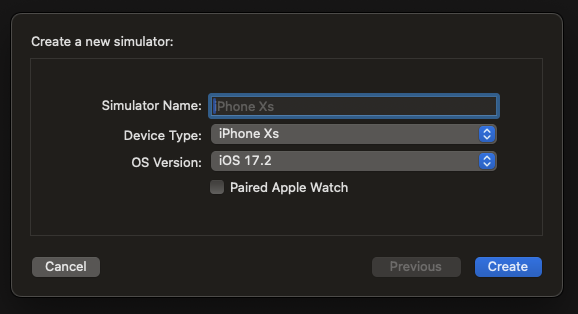 Create a new simulator:
Simulator Name: iPhone Xs
Device Type: iPhone Xs
OS Version: iOS 17.2
Paired Apple Watch
Cancel Previous Create